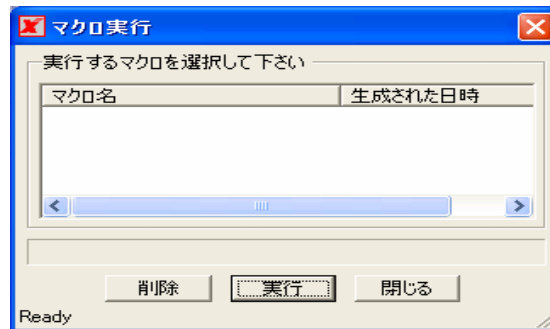 マクロ実行
実行するマクロを選択して下さい
マクロ名 生成された日時
削除 実行 閉じる
Ready